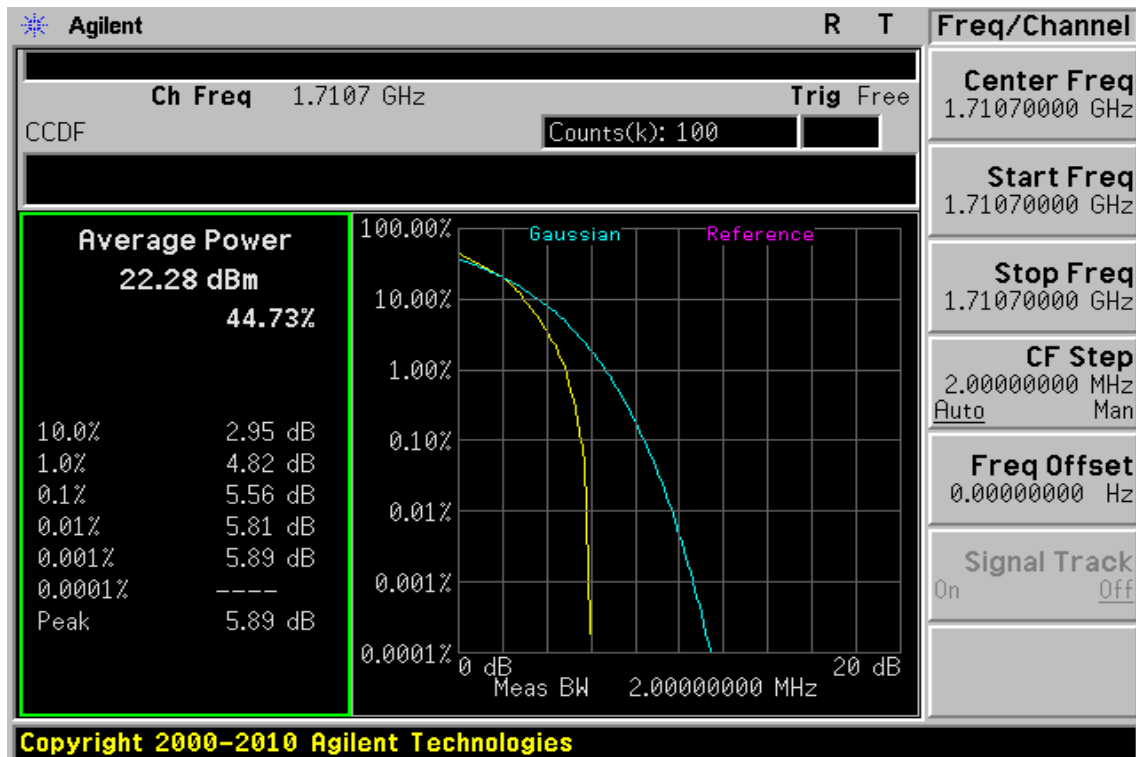 Agilent R T
Ch Freq 1.7107 GHz Trig Free
CCDF Counts(k): 100
Average Power
22.28 dBm
44.73%
10.0% 2.95 dB
1.0% 4.82 dB
0.1% 5.56 dB
0.01% 5.81 dB
0.001% 5.89 dB
0.0001% ----
Peak 5.89 dB
Gaussian Reference
100.00%
10.00%
1.00%
0.10%
0.01%
0.001%
0.0001%
0 dB 20 dB
Meas BW 2.00000000 MHz
Freq/Channel
Center Freq
1.71070000 GHz
Start Freq
1.71070000 GHz
Stop Freq
1.71070000 GHz
CF Step
2.00000000 MHz
Auto Man
Freq Offset
0.00000000 Hz
Signal Track
On Off
Copyright 2000-2010 Agilent Technologies